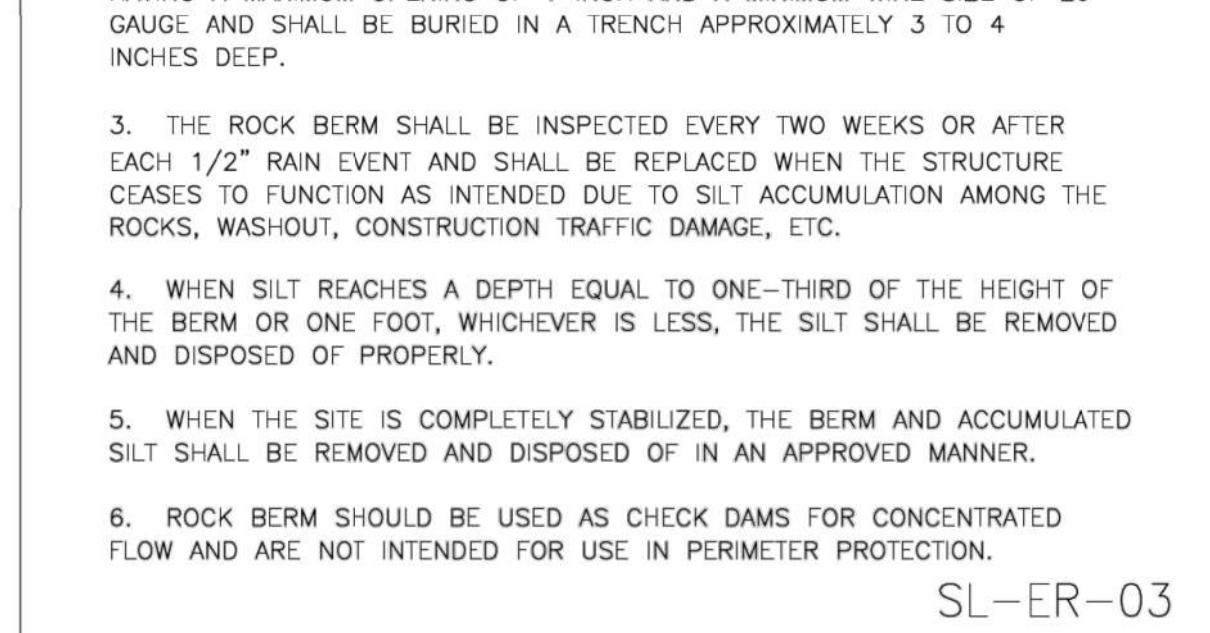 GAUGE AND SHALL BE BURIED IN A TRENCH APPROXIMATELY 3 TO 4
INCHES DEEP.
3. THE ROCK BERM SHALL BE INSPECTED EVERY TWO WEEKS OR AFTER
EACH 1/2" RAIN EVENT AND SHALL BE REPLACED WHEN THE STRUCTURE
CEASES TO FUNCTION AS INTENDED DUE TO SILT ACCUMULATION AMONG THE
ROCKS, WASHOUT, CONSTRUCTION TRAFFIC DAMAGE, ETC.
4. WHEN SILT REACHES A DEPTH EQUAL TO ONE-THIRD OF THE HEIGHT OF
THE BERM OR ONE FOOT, WHICHEVER IS LESS, THE SILT SHALL BE REMOVED
AND DISPOSED OF PROPERLY.
5. WHEN THE SITE IS COMPLETELY STABILIZED, THE BERM AND ACCUMULATED
SILT SHALL BE REMOVED AND DISPOSED OF IN AN APPROVED MANNER.
6. ROCK BERM SHOULD BE USED AS CHECK DAMS FOR CONCENTRATED
FLOW AND ARE NOT INTENDED FOR USE IN PERIMETER PROTECTION.
SL-ER-03